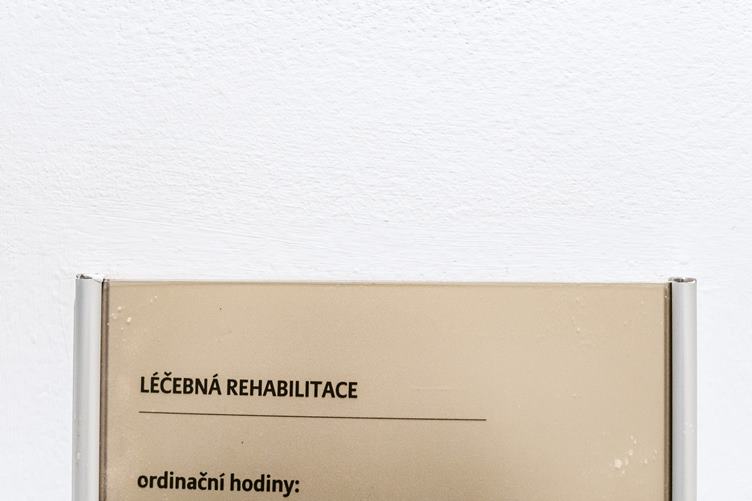 LÉČEBNÁ REHABILITACE
ordinační hodiny: